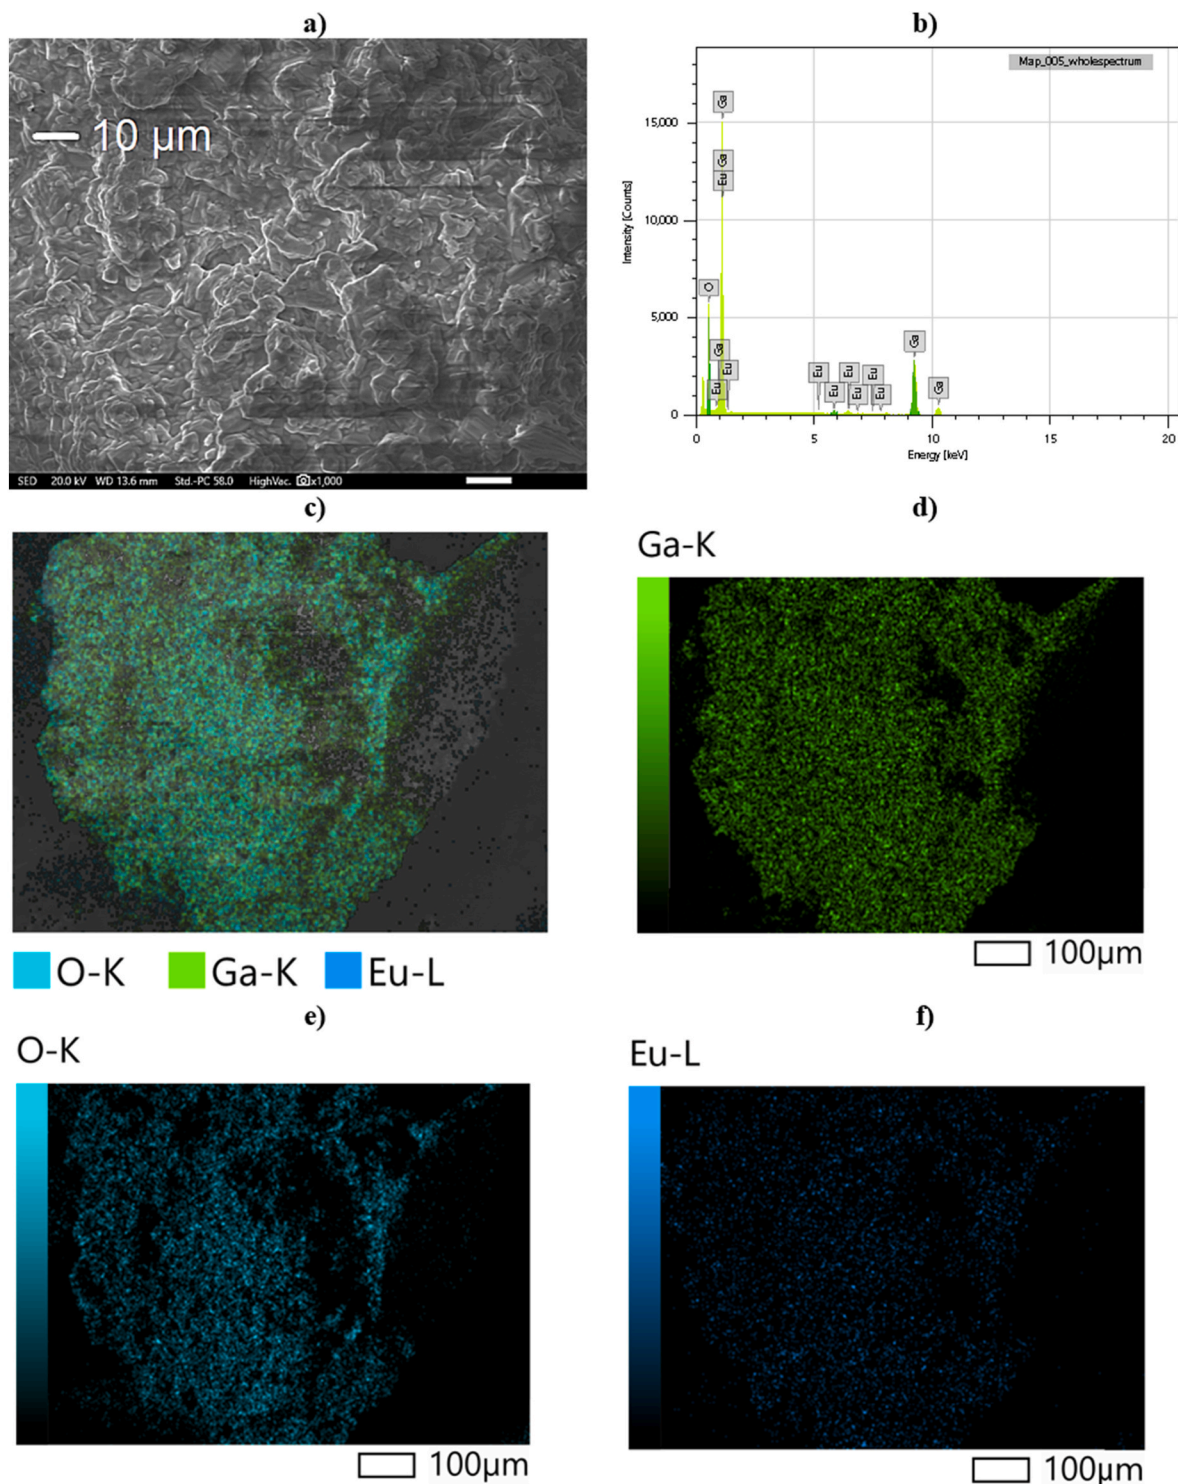 a)
10 µm
SED 20.0 kV WD 13.6 mm Std.-PC 58.0 HighVac. x1,000
b)
Map_005_wholespectrum
Intensity [Counts]
15,000
10,000
5,000
0
Ga
Ga
Eu
O
Ga
Eu
Eu
Eu
Eu
Eu
Eu
Eu
Eu
Ga
Ga
0 5 10 15 20
Energy [keV]
c)
O-K Ga-K Eu-L
d)
Ga-K
100µm
e)
O-K
100µm
f)
Eu-L
100µm